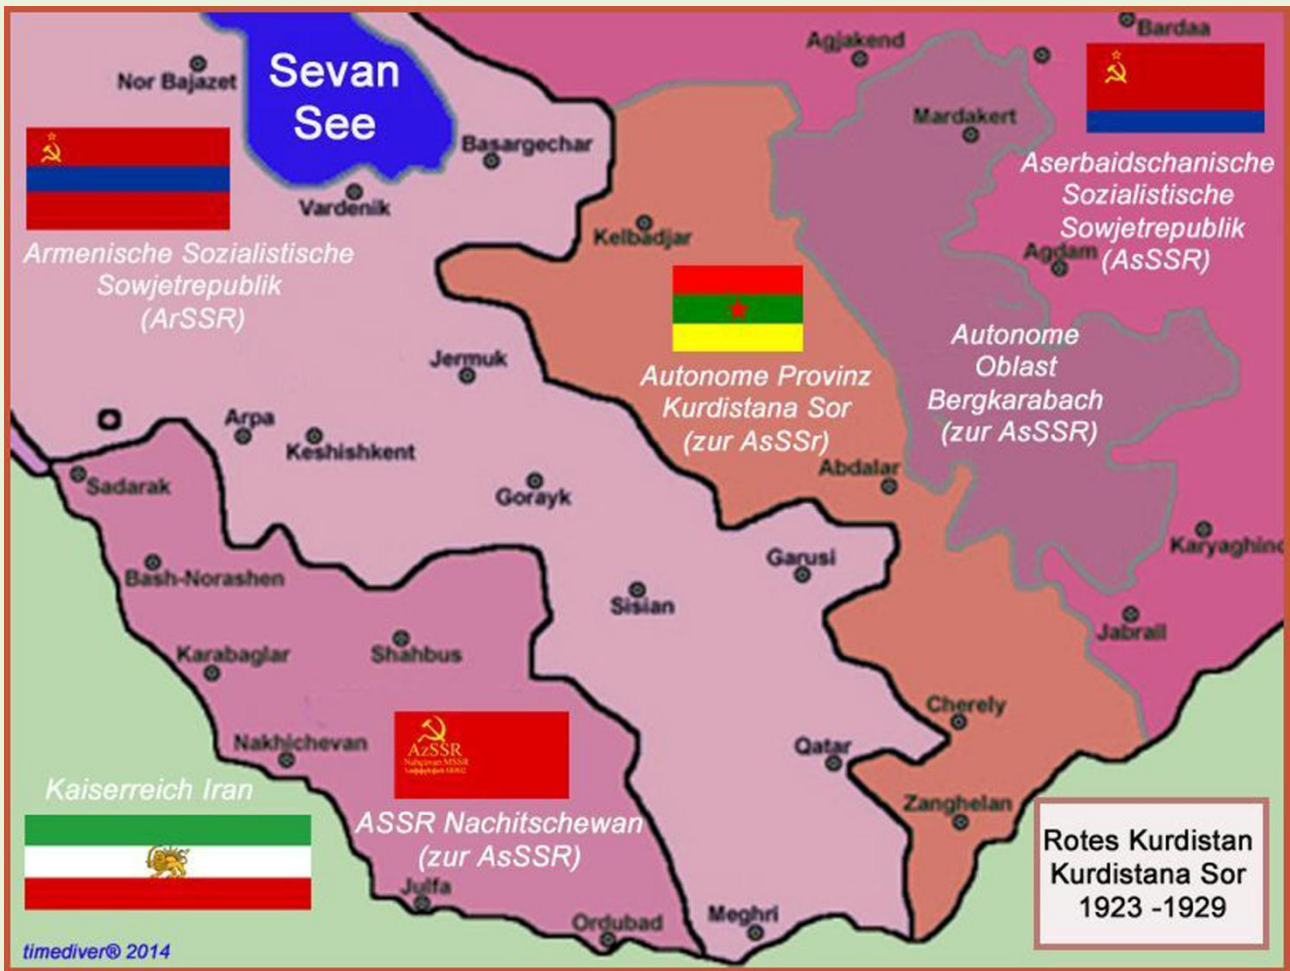 Bardaa
Agjakend
Nor Bajazet
Sevan
See
Mardakert
Basargechar
Vardenik
Armenische Sozialistische
Sowjetrepublik
(ArSSR)
Aserbaidschanische
Sozialistische
Sowjetrepublik
(AsSSR)
Kelbadjar
Agdam
Autonome
Oblast
Bergkarabach
(zur AsSSR)
Jermuk
Autonome Provinz
Kurdistana Sor
(zur AsSSr)
Arpa
Keshishkent
Abdalar
Sadarak
Gorayk
Karyaghino
Bash-Norashen
Garusi
Sisian
Jabrail
Karabaglar
Shahbus
Cherely
Nakhichevan
Qatar
AzSSR
Kaiserreich Iran
Zanghelan
ASSR Nachitschewan
(zur AsSSR)
Rotes Kurdistan
Kurdistana Sor
1923 -1929
Julfa
Ordubad
Meghri
timediver® 2014